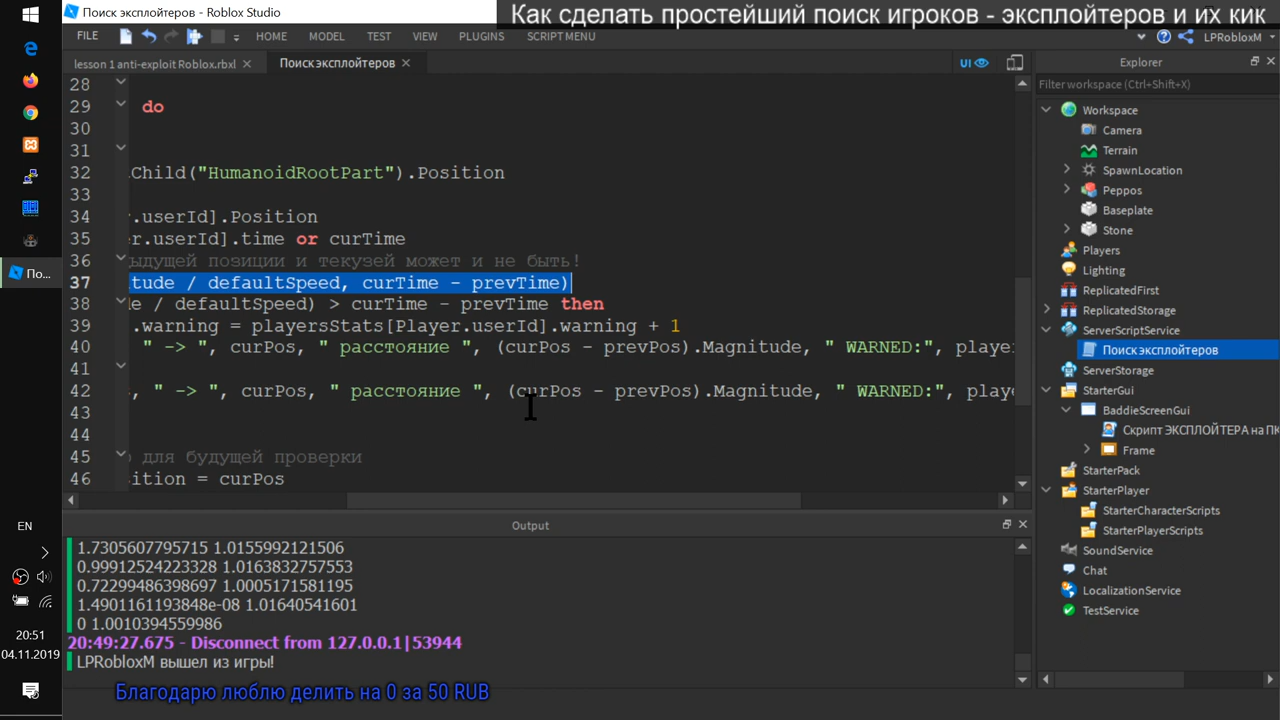 Поиск эксплойтеров - Roblox Studio
Как сделать простейший поиск игроков - эксплойтеров и их кик
FILE HOME MODEL TEST VIEW PLUGINS SCRIPT MENU LPRobloxM
lesson 1 anti-exploit Roblox.rbxl
Поиск эксплойтеров
UI
28
29 do
30
31
32 Child("HumanoidRootPart").Position
33
34 r.userId].Position
35 er.userId].time or curTime
36 ыдущей позиции и текузей может и не быть!
37 itude / defaultSpeed, curTime - prevTime)
38 de / defaultSpeed) > curTime - prevTime then
39 .warning = playersStats[Player.userId].warning + 1
40 " -> ", curPos, " расстояние ", (curPos - prevPos).Magnitude, " WARNED:", player
41
42 , " -> ", curPos, " расстояние ", (curPos - prevPos).Magnitude, " WARNED:", playe
43
44
45 о для будущей проверки
46 ition = curPos
Output
1.7305607795715 1.0155992121506
0.99912524223328 1.0163832757553
0.72299486398697 1.0005171581195
1.4901161193848e-08 1.01640541601
0 1.0010394559986
20:49:27.675 - Disconnect from 127.0.0.1|53944
LPRobloxM вышел из игры!
Благодарю люблю делить на 0 за 50 RUB
Explorer
Filter workspace (Ctrl+Shift+X)
Workspace
Camera
Terrain
SpawnLocation
Peppos
Baseplate
Stone
Players
Lighting
ReplicatedFirst
ReplicatedStorage
ServerScriptService
Поиск эксплойтеров
ServerStorage
StarterGui
BaddieScreenGui
Скрипт ЭКСПЛОЙТЕРА на ПК
Frame
StarterPack
StarterPlayer
StarterCharacterScripts
StarterPlayerScripts
SoundService
Chat
LocalizationService
TestService
По...
EN
20:51
04.11.2019